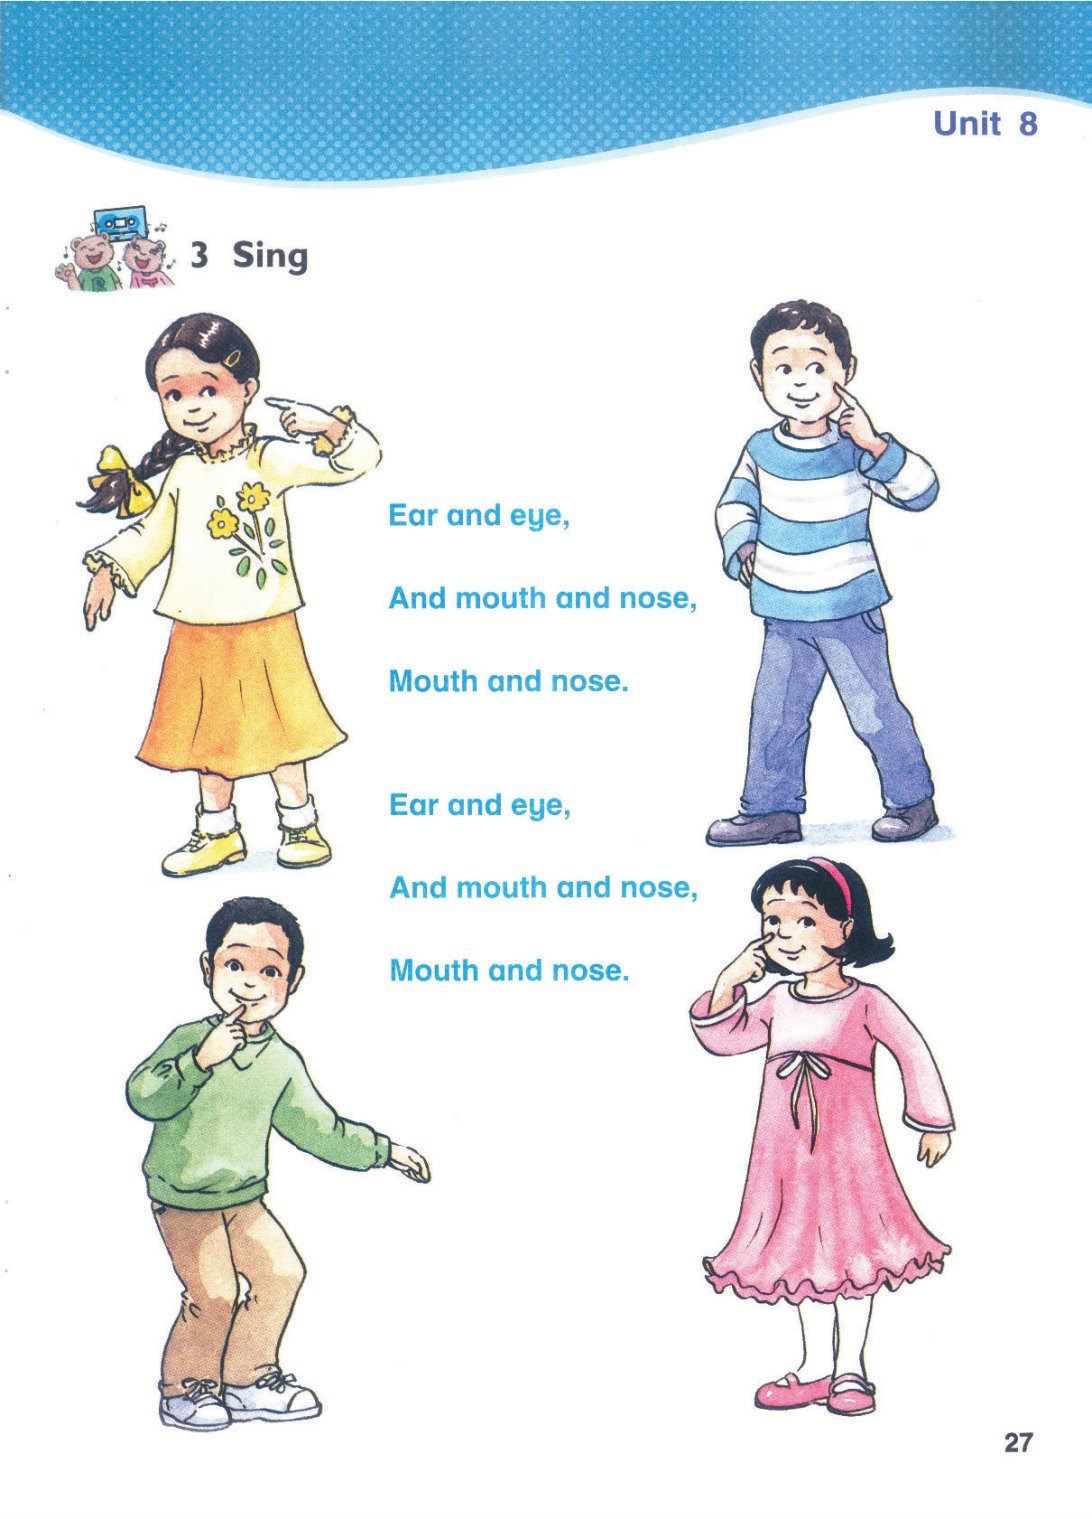 Unit 8
3 Sing
Ear and eye,
And mouth and nose,
Mouth and nose.
Ear and eye,
And mouth and nose,
Mouth and nose.
R T
27